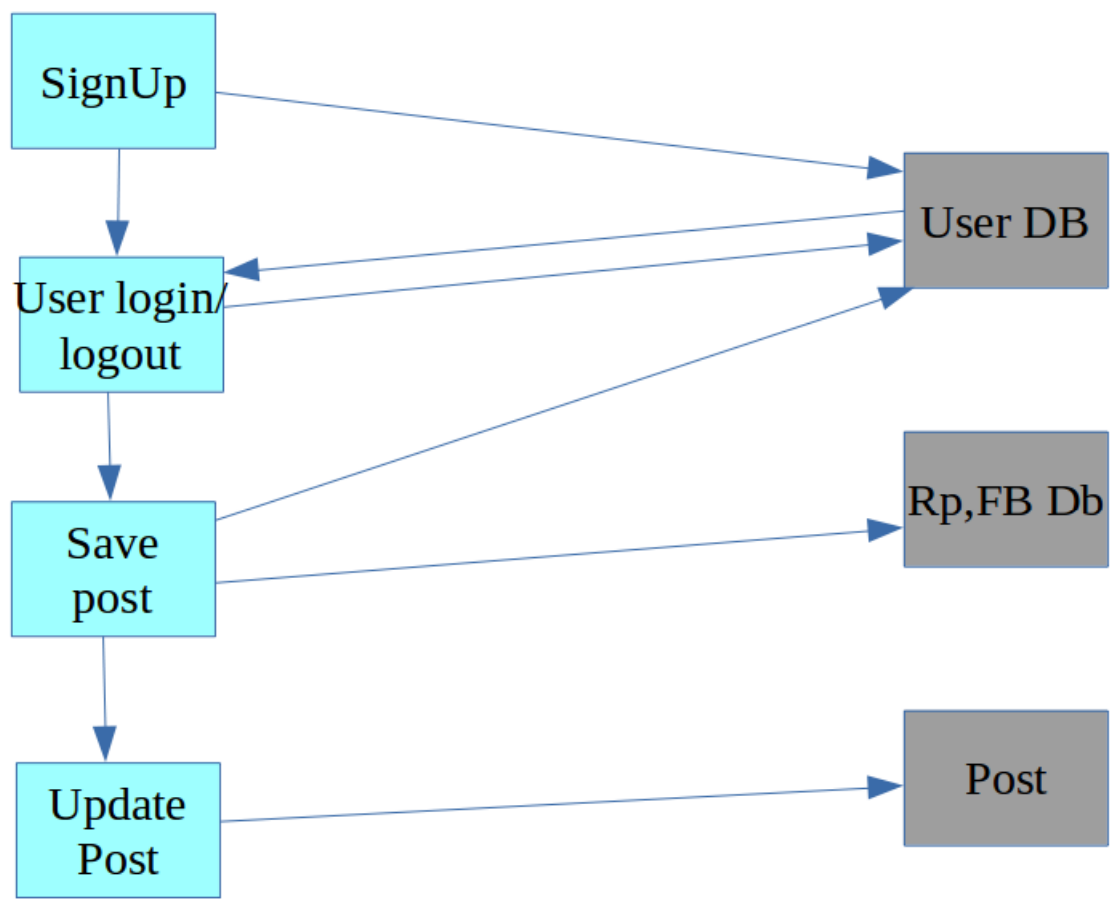 SignUp
User DB
User login/
logout
Rp,FB Db
Save
post
Post
Update
Post